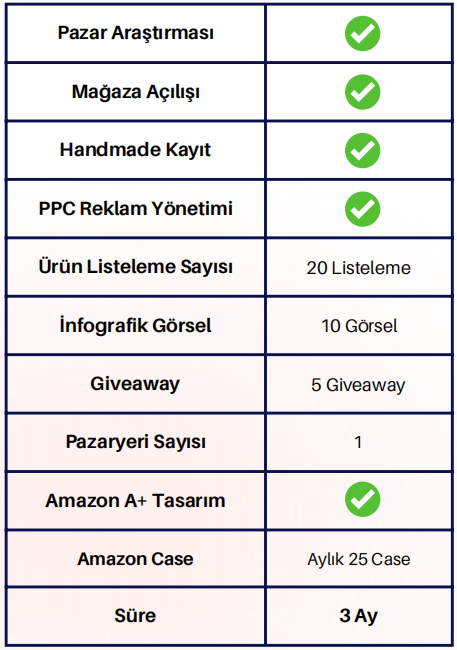 Pazar Araştırması
Mağaza Açılışı
Handmade Kayıt
PPC Reklam Yönetimi
Ürün Listeleme Sayısı 20 Listeleme
İnfografik Görsel 10 Görsel
Giveaway 5 Giveaway
Pazaryeri Sayısı 1
Amazon A+ Tasarım
Amazon Case Aylık 25 Case
Süre 3 Ay